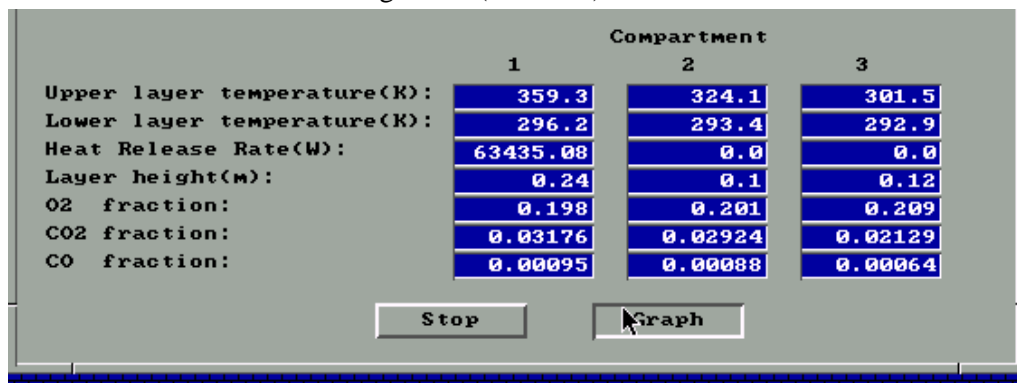 Compartment
1 2 3
Upper layer temperature(K): 359.3 324.1 301.5
Lower layer temperature(K): 296.2 293.4 292.9
Heat Release Rate(W): 63435.08 0.0 0.0
Layer height(m): 0.24 0.1 0.12
O2 fraction: 0.198 0.201 0.209
CO2 fraction: 0.03176 0.02924 0.02129
CO fraction: 0.00095 0.00088 0.00064
Stop Graph